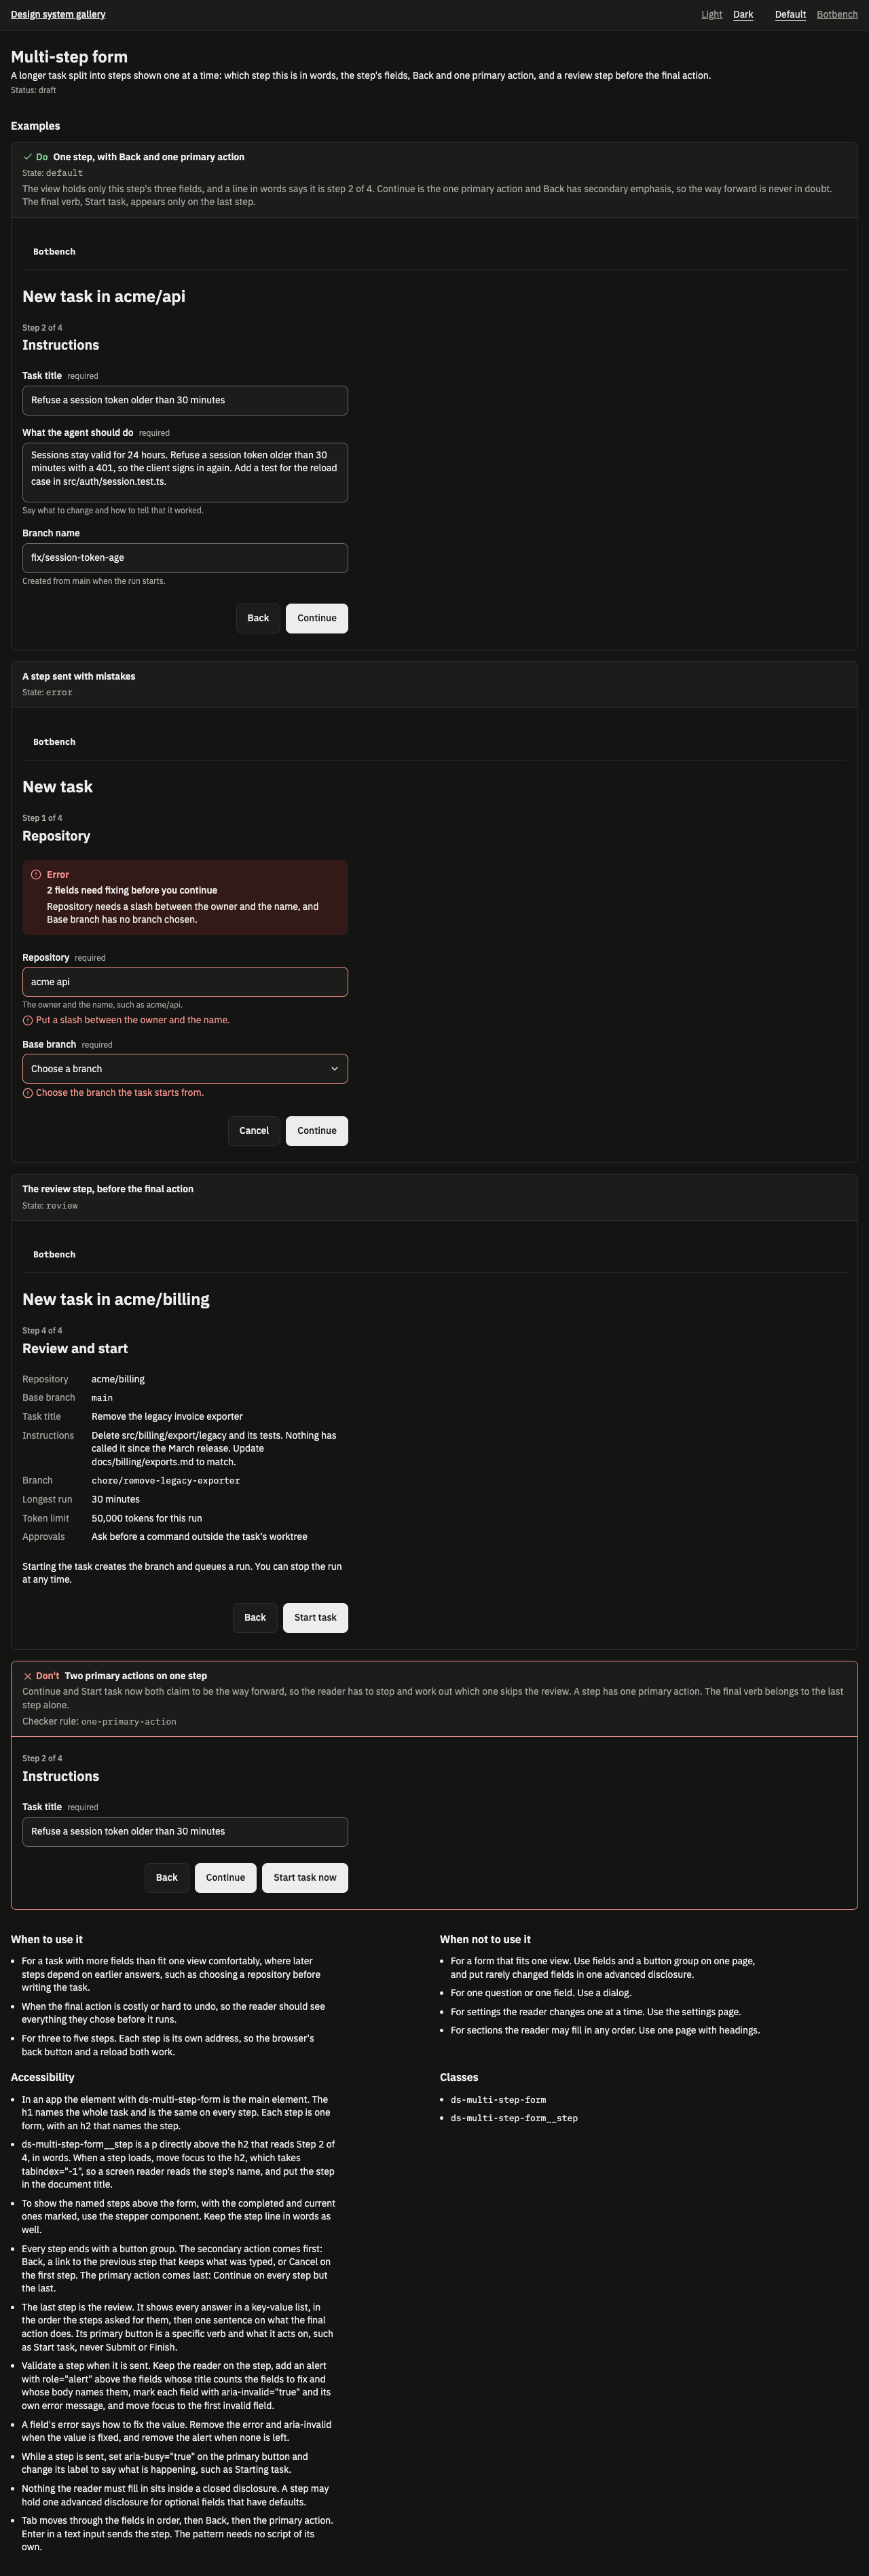 Design system gallery
Light Dark Default Botbench
Multi-step form
A longer task split into steps shown one at a time: which step this is in words, the step's fields, Back and one primary action, and a review step before the final action.
Status: draft
Examples
Do One step, with Back and one primary action
State: default
The view holds only this step's three fields, and a line in words says it is step 2 of 4. Continue is the one primary action and Back has secondary emphasis, so the way forward is never in doubt.
The final verb, Start task, appears only on the last step.
Botbench
New task in acme/api
Step 2 of 4
Instructions
Task title required
Refuse a session token older than 30 minutes
What the agent should do required
Sessions stay valid for 24 hours. Refuse a session token older than 30
minutes with a 401, so the client signs in again. Add a test for the reload
case in src/auth/session.test.ts.
Say what to change and how to tell that it worked.
Branch name
fix/session-token-age
Created from main when the run starts.
Back Continue
A step sent with mistakes
State: error
Botbench
New task
Step 1 of 4
Repository
Error
2 fields need fixing before you continue
Repository needs a slash between the owner and the name, and
Base branch has no branch chosen.
Repository required
acme api
The owner and the name, such as acme/api.
Put a slash between the owner and the name.
Base branch required
Choose a branch
Choose the branch the task starts from.
Cancel Continue
The review step, before the final action
State: review
Botbench
New task in acme/billing
Step 4 of 4
Review and start
Repository acme/billing
Base branch main
Task title Remove the legacy invoice exporter
Instructions Delete src/billing/export/legacy and its tests. Nothing has
called it since the March release. Update
docs/billing/exports.md to match.
Branch chore/remove-legacy-exporter
Longest run 30 minutes
Token limit 50,000 tokens for this run
Approvals Ask before a command outside the task's worktree
Starting the task creates the branch and queues a run. You can stop the run
at any time.
Back Start task
Don't Two primary actions on one step
Continue and Start task now both claim to be the way forward, so the reader has to stop and work out which one skips the review. A step has one primary action. The final verb belongs to the last
step alone.
Checker rule: one-primary-action
Step 2 of 4
Instructions
Task title required
Refuse a session token older than 30 minutes
Back Continue Start task now
When to use it
For a task with more fields than fit one view comfortably, where later
steps depend on earlier answers, such as choosing a repository before
writing the task.
When the final action is costly or hard to undo, so the reader should see
everything they chose before it runs.
For three to five steps. Each step is its own address, so the browser's
back button and a reload both work.
When not to use it
For a form that fits one view. Use fields and a button group on one page,
and put rarely changed fields in one advanced disclosure.
For one question or one field. Use a dialog.
For settings the reader changes one at a time. Use the settings page.
For sections the reader may fill in any order. Use one page with headings.
Accessibility
In an app the element with ds-multi-step-form is the main element. The
h1 names the whole task and is the same on every step. Each step is one
form, with an h2 that names the step.
ds-multi-step-form__step is a p directly above the h2 that reads Step 2 of
4, in words. When a step loads, move focus to the h2, which takes
tabindex="-1", so a screen reader reads the step's name, and put the step
in the document title.
To show the named steps above the form, with the completed and current
ones marked, use the stepper component. Keep the step line in words as
well.
Every step ends with a button group. The secondary action comes first:
Back, a link to the previous step that keeps what was typed, or Cancel on
the first step. The primary action comes last: Continue on every step but
the last.
The last step is the review. It shows every answer in a key-value list, in
the order the steps asked for them, then one sentence on what the final
action does. Its primary button is a specific verb and what it acts on, such
as Start task, never Submit or Finish.
Validate a step when it is sent. Keep the reader on the step, add an alert
with role="alert" above the fields whose title counts the fields to fix and
whose body names them, mark each field with aria-invalid="true" and its
own error message, and move focus to the first invalid field.
A field's error says how to fix the value. Remove the error and aria-invalid
when the value is fixed, and remove the alert when none is left.
While a step is sent, set aria-busy="true" on the primary button and
change its label to say what is happening, such as Starting task.
Nothing the reader must fill in sits inside a closed disclosure. A step may
hold one advanced disclosure for optional fields that have defaults.
Tab moves through the fields in order, then Back, then the primary action.
Enter in a text input sends the step. The pattern needs no script of its
own.
Classes
ds-multi-step-form
ds-multi-step-form__step